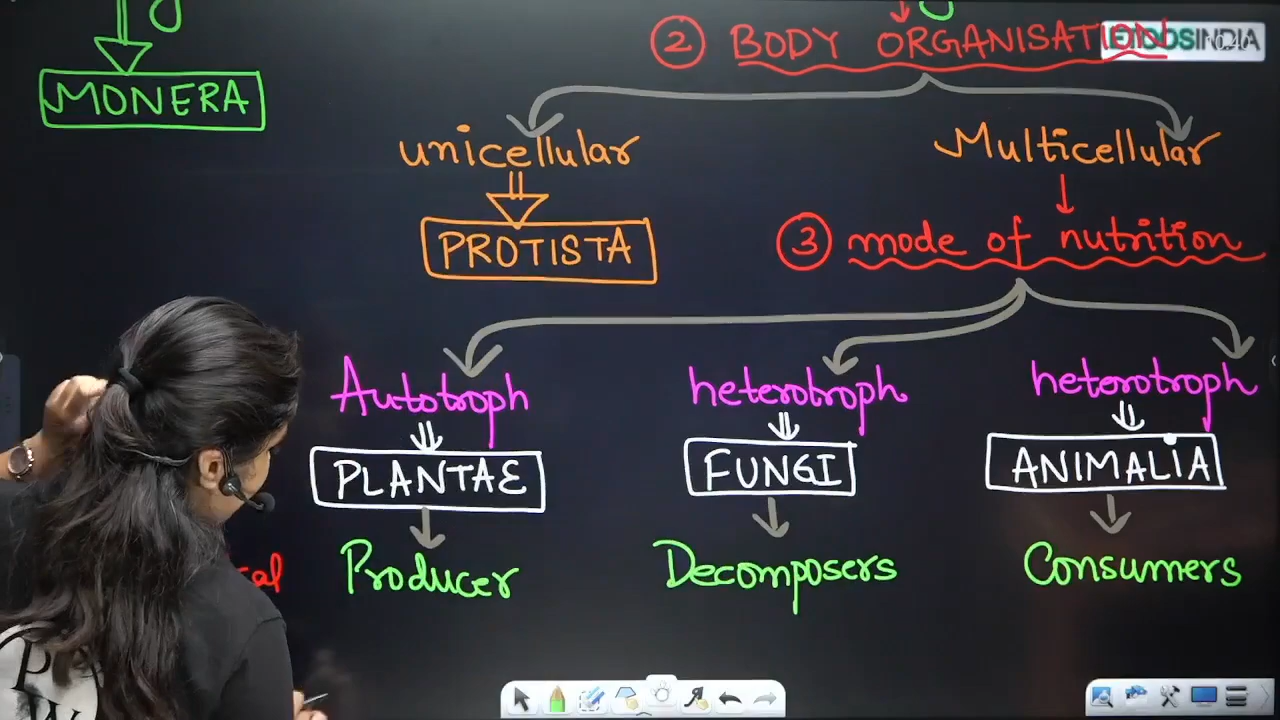 ② BODY ORGANISATION
MONERA
unicellular
Multicellular
PROTISTA
③ mode of nutrition
Autotroph
heterotroph
heterotroph
PLANTAE
FUNGI
ANIMALIA
Producer
Decomposers
Consumers
P
W